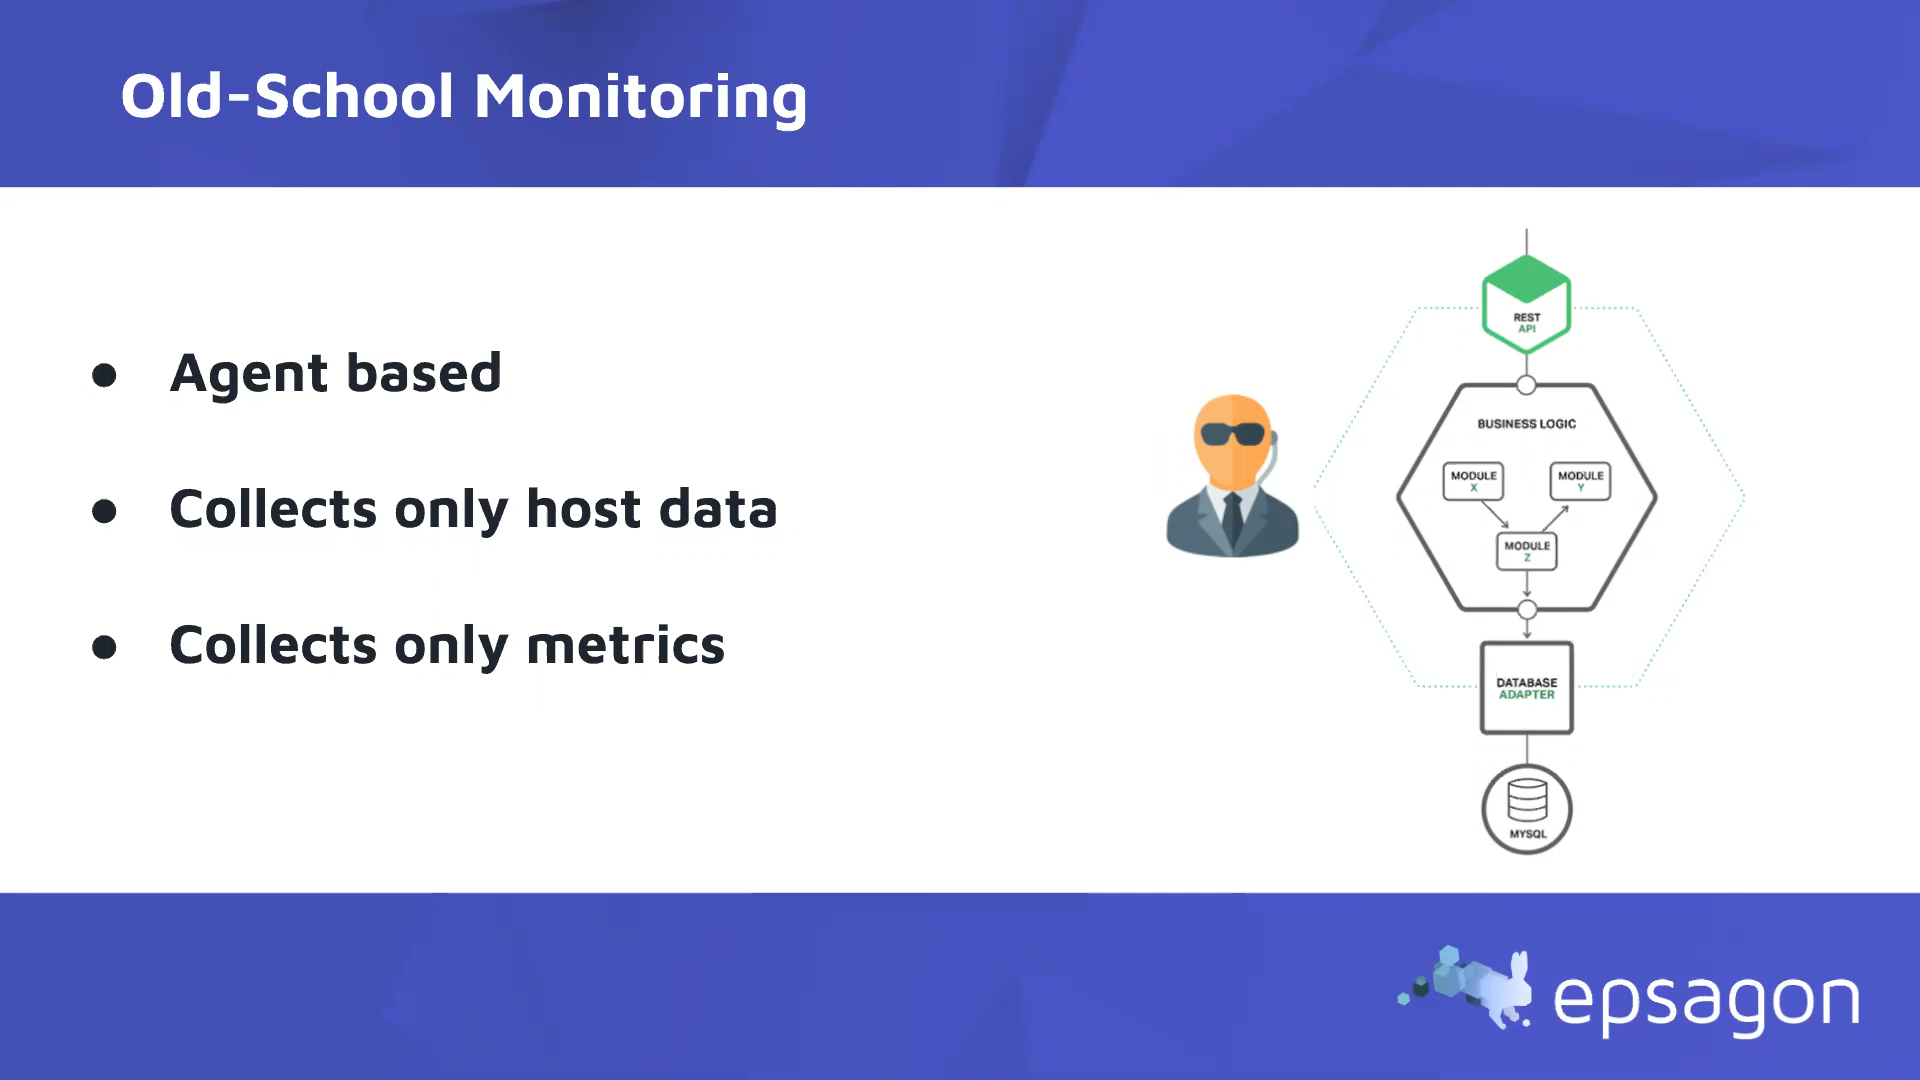 Old-School Monitoring
● Agent based
● Collects only host data
● Collects only metrics
REST
API
BUSINESS LOGIC
MODULE
X
MODULE
Y
MODULE
Z
DATABASE
ADAPTER
MYSQL
epsagon